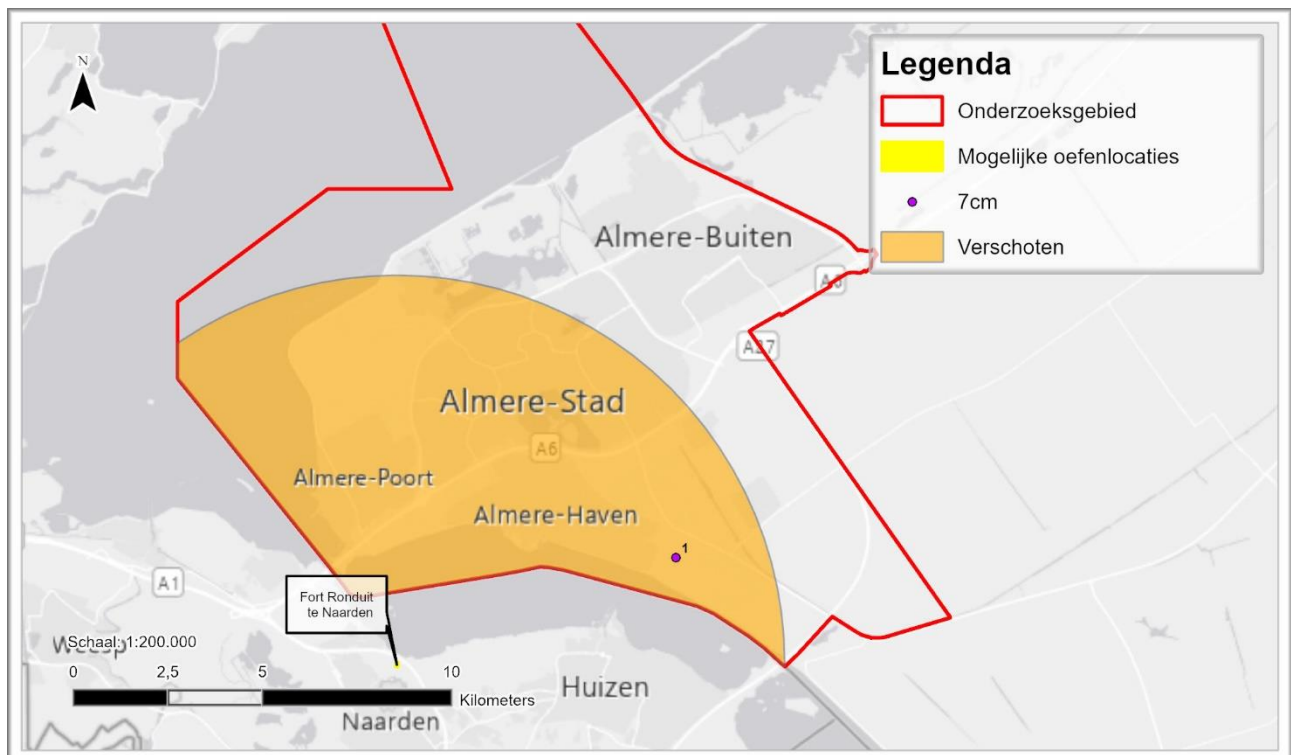 N
Legenda
Onderzoeksgebied
Mogelijke oefenlocaties
7cm
Verschoten
Almere-Buiten
A6
A27
Almere-Stad
A6
Almere-Poort
Almere-Haven
1
A1
Fort Ronduit
te Naarden
Weesp
Schaal: 1:200.000
0 2,5 5 10
Kilometers
Huizen
Naarden